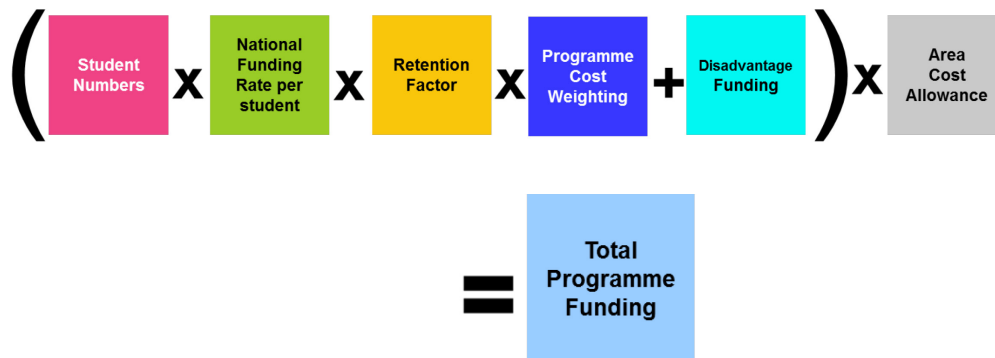 ( Student Numbers x National Funding Rate per student x Retention Factor x Programme Cost Weighting + Disadvantage Funding ) x Area Cost Allowance
= Total Programme Funding